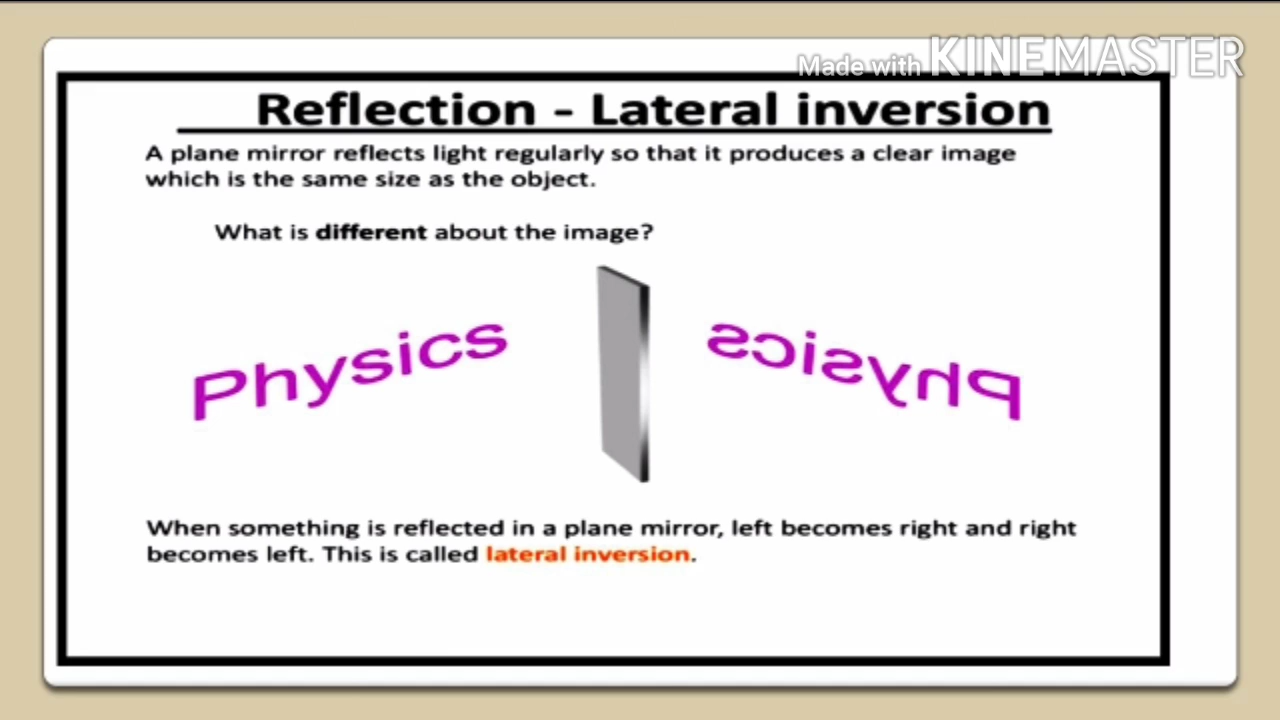 Made with KINEMASTER
Reflection - Lateral inversion
A plane mirror reflects light regularly so that it produces a clear image
which is the same size as the object.
What is different about the image?
Physics
Physics
When something is reflected in a plane mirror, left becomes right and right
becomes left. This is called lateral inversion.